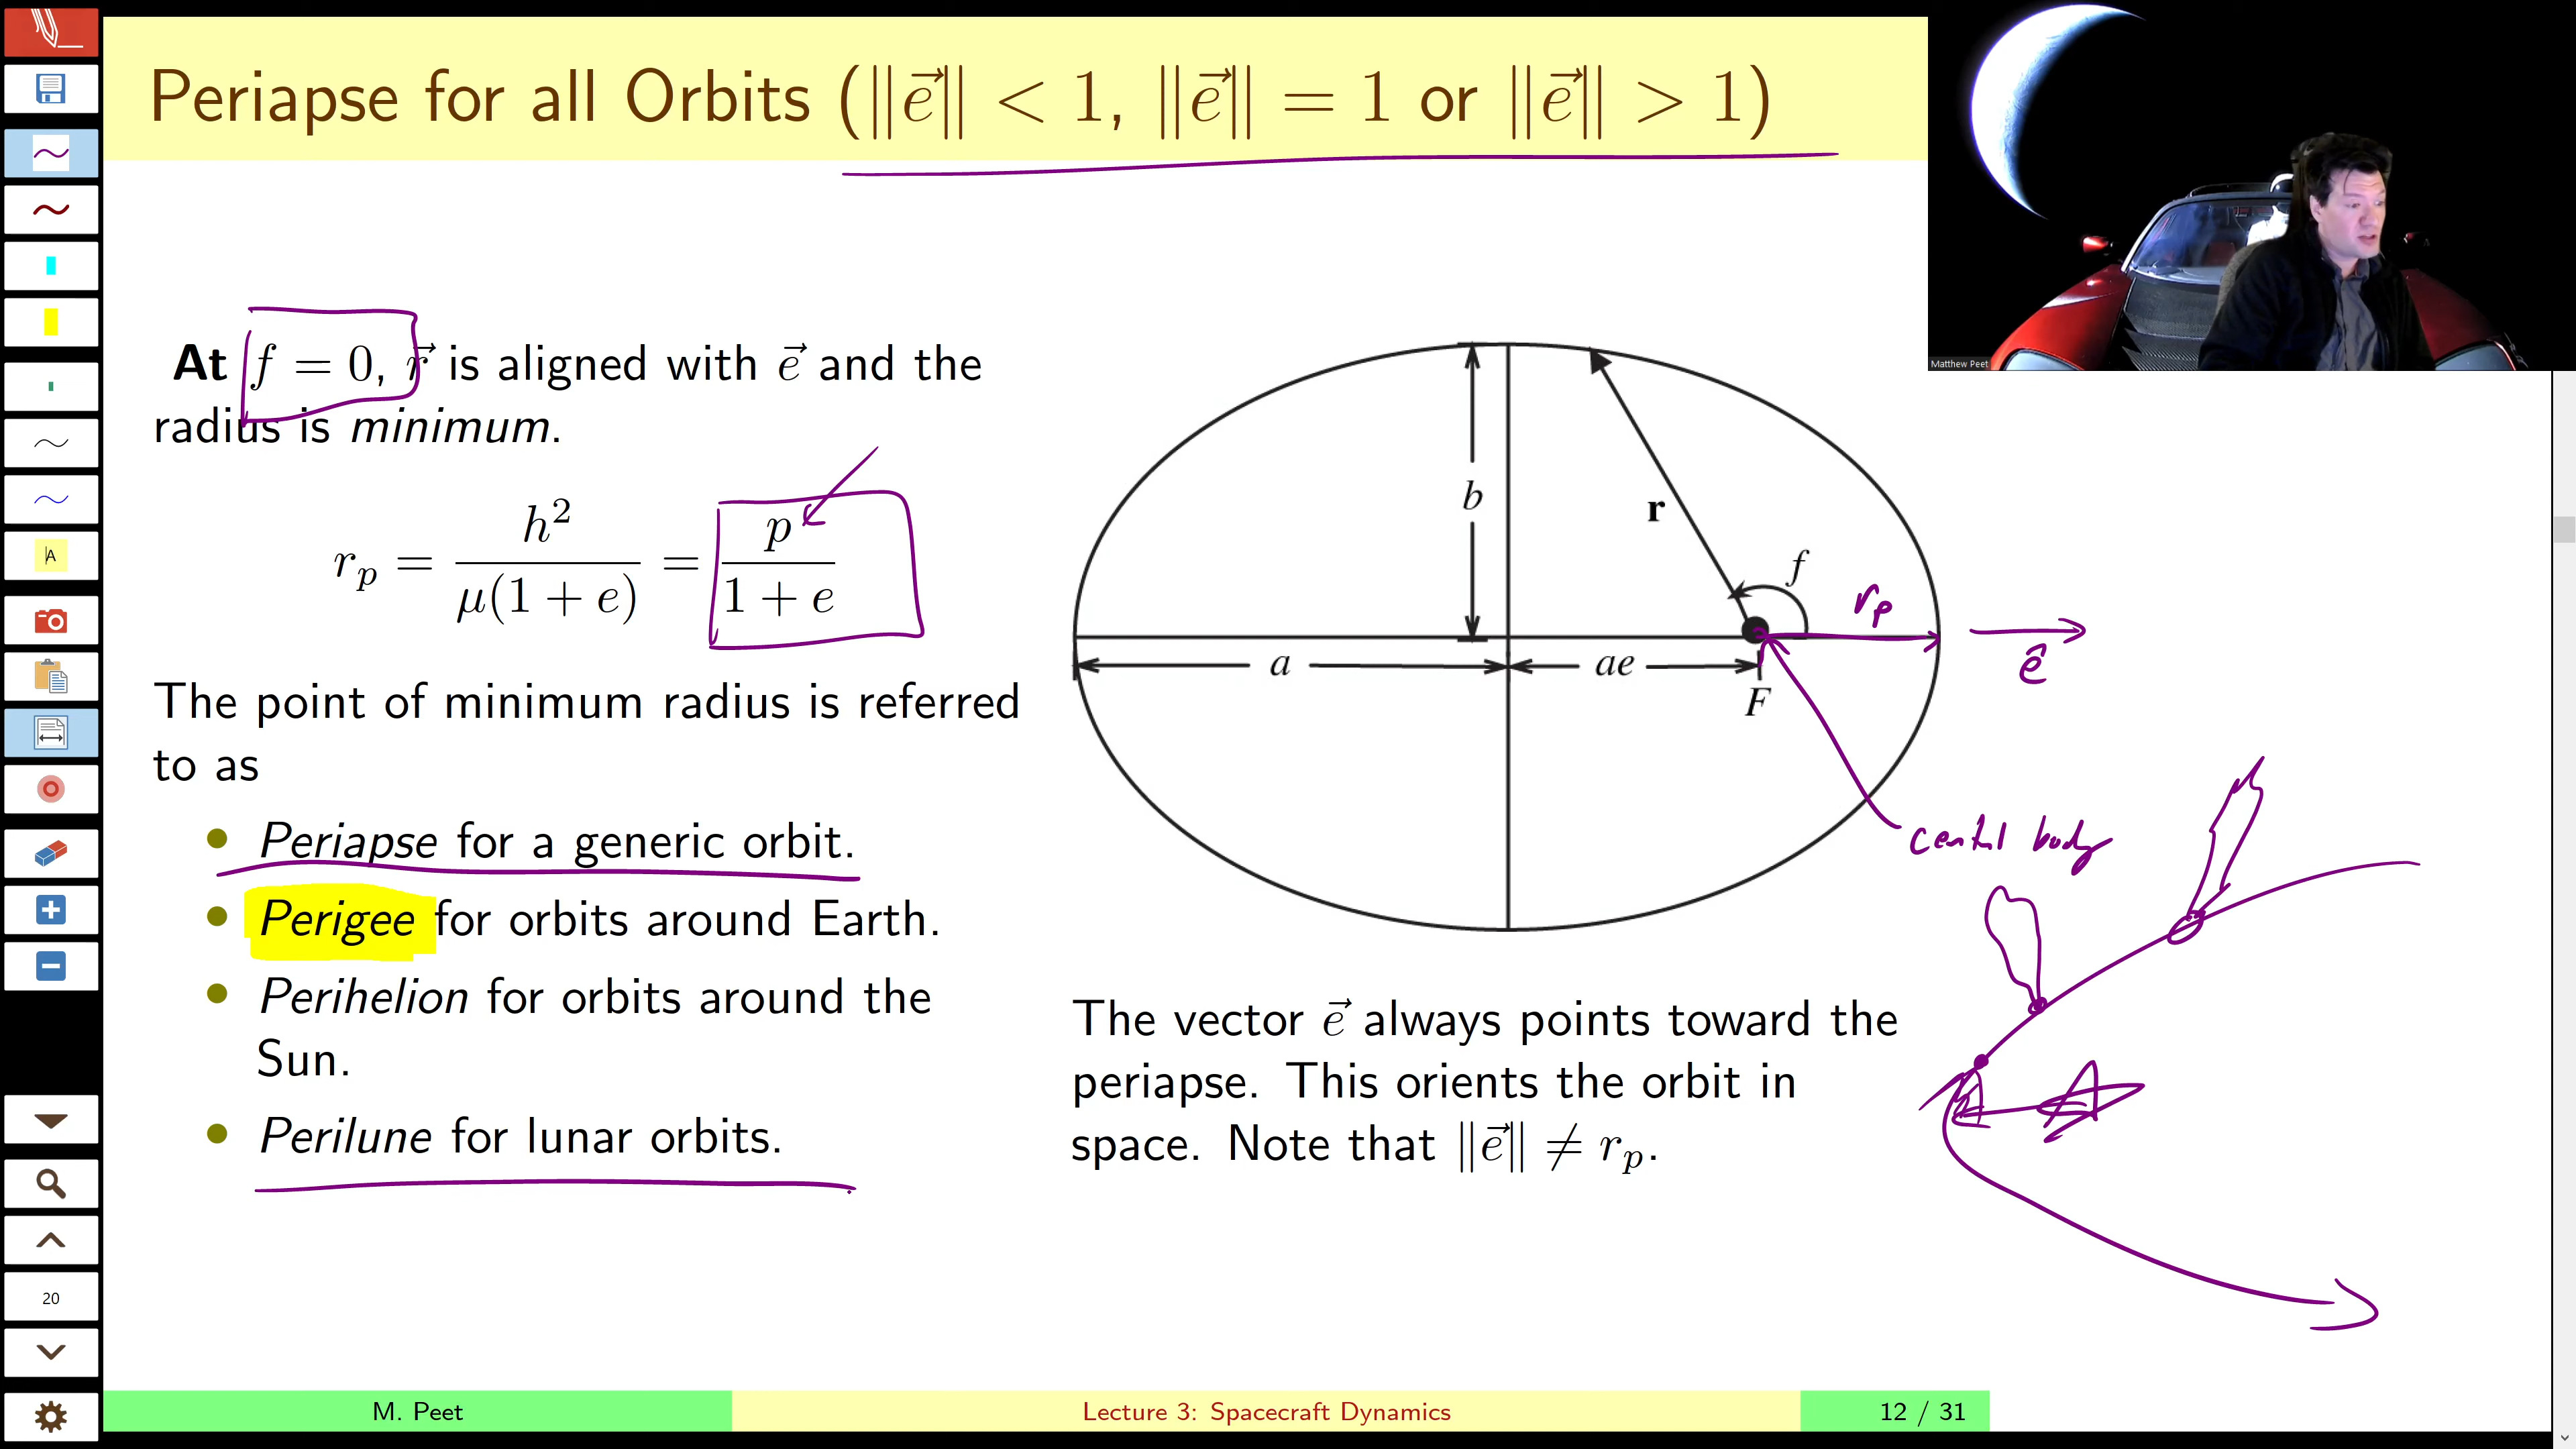 Periapse for all Orbits (‖e⃗‖ < 1, ‖e⃗‖ = 1 or ‖e⃗‖ > 1)
Matthew Peet
At f = 0, r⃗ is aligned with e⃗ and the
radius is minimum.
r_p = h²/(μ(1 + e)) = p/(1 + e)
The point of minimum radius is referred
to as
• Periapse for a generic orbit.
• Perigee for orbits around Earth.
• Perihelion for orbits around the
Sun.
• Perilune for lunar orbits.
b
r
f
r_p
a
ae
F
e⃗
central body
The vector e⃗ always points toward the
periapse. This orients the orbit in
space. Note that ‖e⃗‖ ≠ r_p.
A
20
M. Peet
Lecture 3: Spacecraft Dynamics
12 / 31